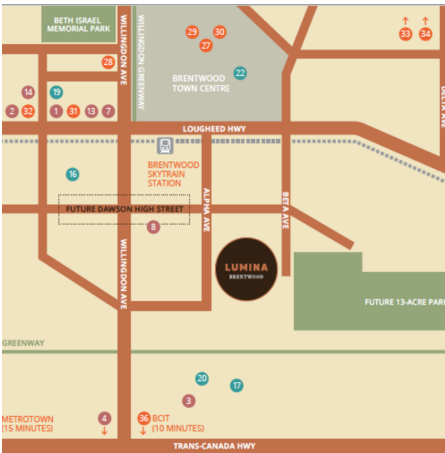 BETH ISRAEL
MEMORIAL PARK
WILLINGDON AVE
WILLINGDON GREENWAY
29
30
27
33
34
28
BRENTWOOD
TOWN CENTRE
22
DELTA AVE
14
19
2
32
1
31
13
7
LOUGHEED HWY
BRENTWOOD
SKYTRAIN
STATION
16
FUTURE DAWSON HIGH STREET
ALPHA AVE
BETA AVE
8
WILLINGDON AVE
LUMINA
BRENTWOOD
FUTURE 13-ACRE PAR
GREENWAY
20
17
3
METROTOWN
(15 MINUTES)
4
36
BCIT
(10 MINUTES)
TRANS-CANADA HWY